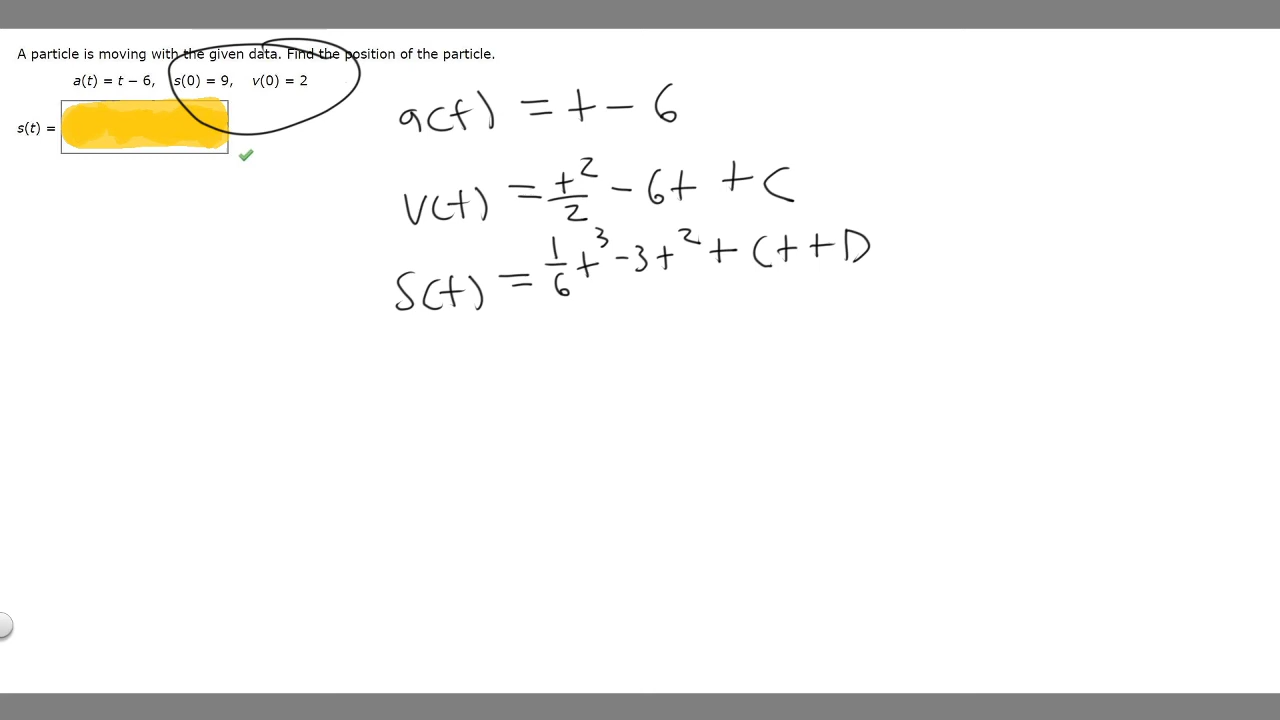 A particle is moving with the given data. Find the position of the particle.
a(t) = t − 6, s(0) = 9, v(0) = 2
s(t) =
a(t) = t − 6
v(t) = t²/2 − 6t + C
S(t) = 1/6 t³ − 3t² + Ct + D